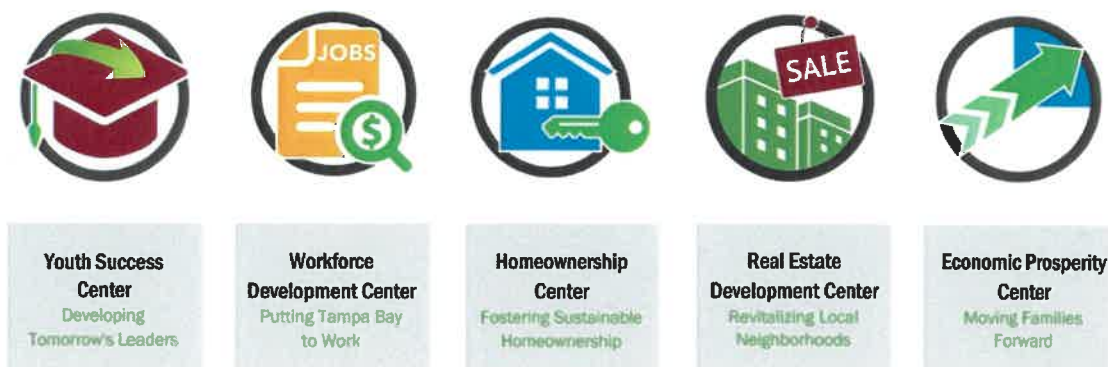 JOBS
$
SALE
Youth Success
Center
Developing
Tomorrow's Leaders
Workforce
Development Center
Putting Tampa Bay
to Work
Homeownership
Center
Fostering Sustainable
Homeownership
Real Estate
Development Center
Revitalizing Local
Neighborhoods
Economic Prosperity
Center
Moving Families
Forward